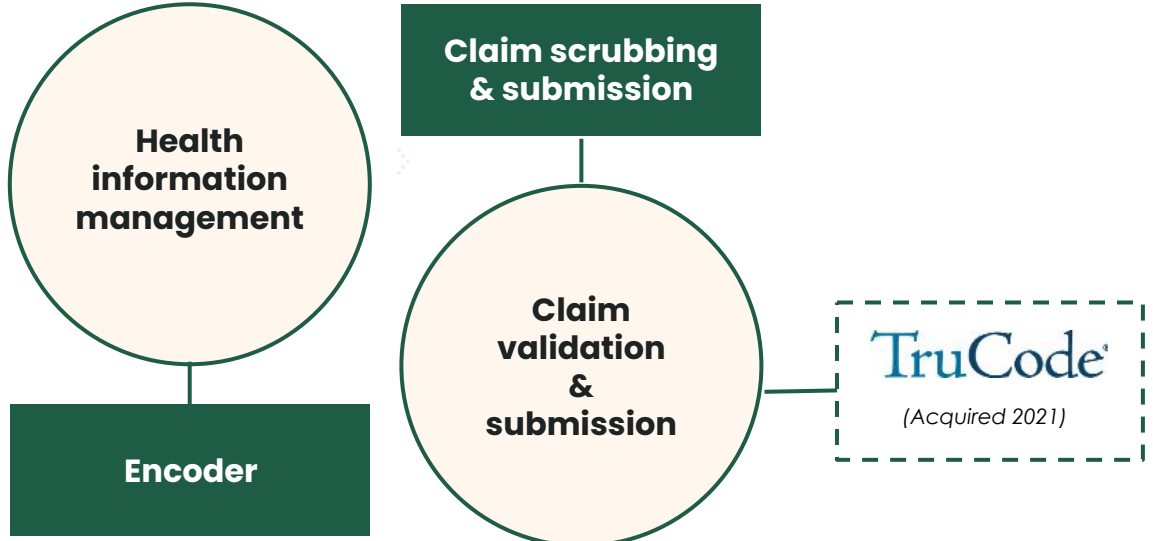 Health
information
management
Encoder
Claim scrubbing
& submission
Claim
validation
&
submission
TruCode
(Acquired 2021)